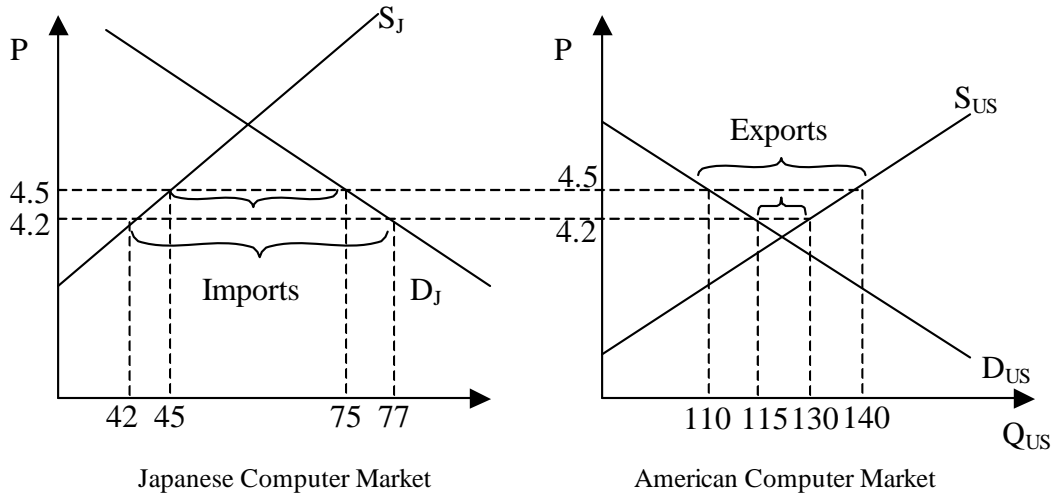 P
S_J
4.5
4.2
Imports
D_J
42 45 75 77
Japanese Computer Market
P
S_US
Exports
4.5
4.2
D_US
110 115 130 140
Q_US
American Computer Market